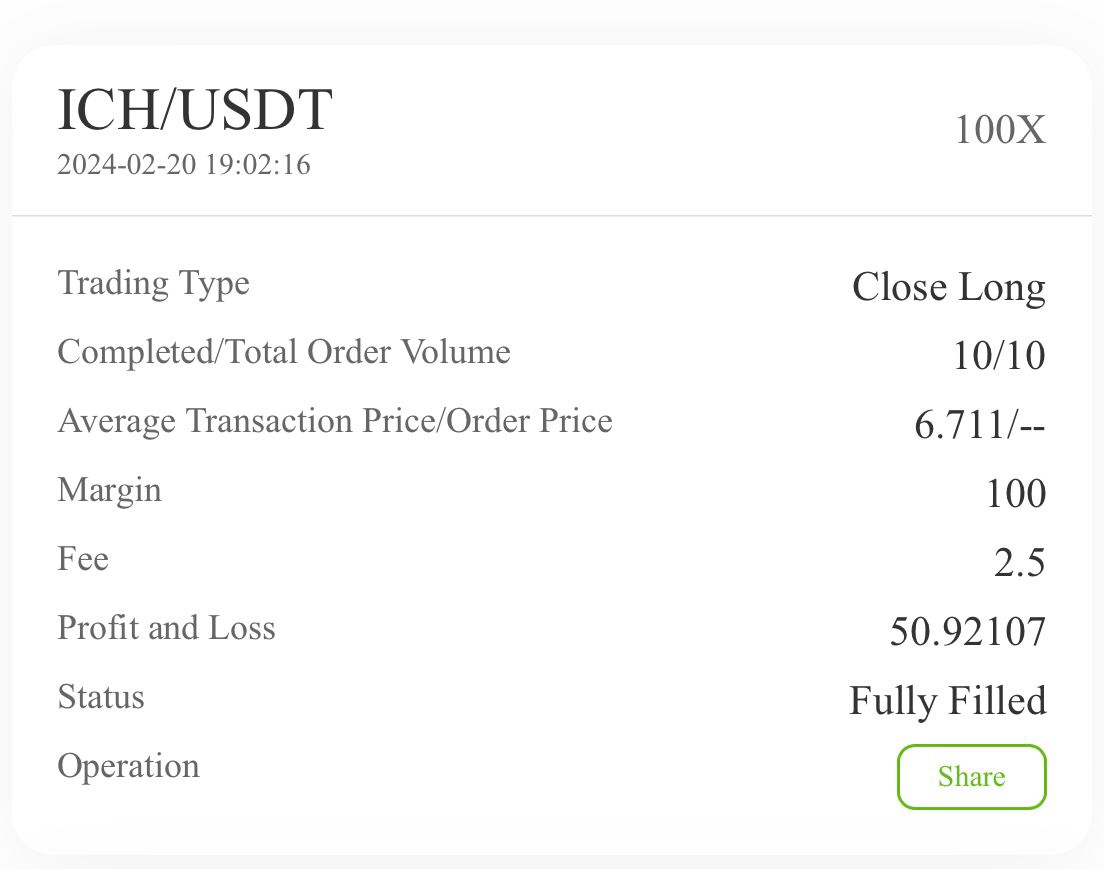 ICH/USDT
100X
2024-02-20 19:02:16
Trading Type Close Long
Completed/Total Order Volume 10/10
Average Transaction Price/Order Price 6.711/--
Margin 100
Fee 2.5
Profit and Loss 50.92107
Status Fully Filled
Operation Share